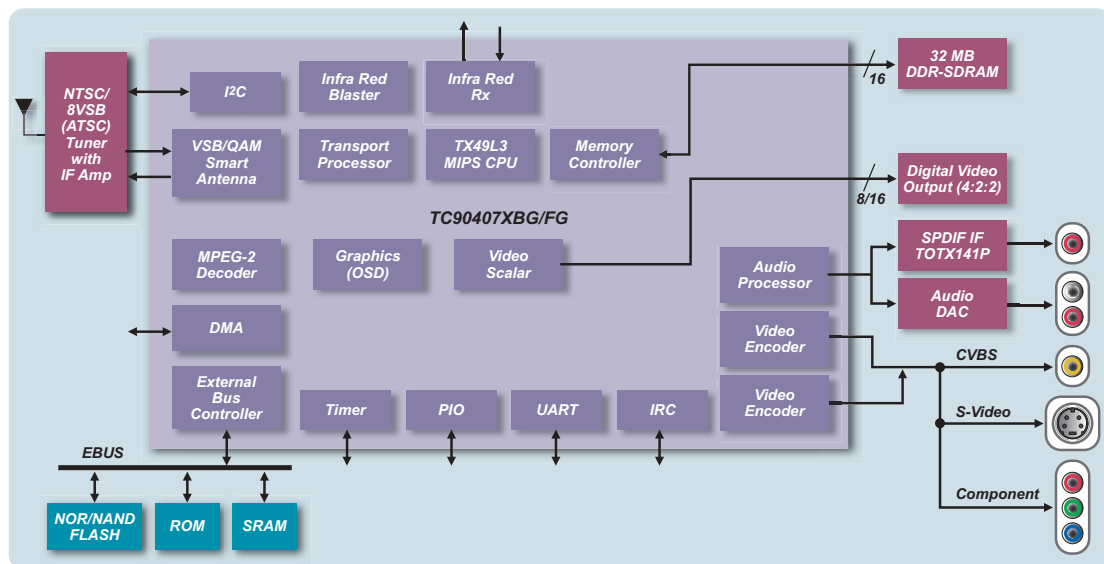 NTSC/
8VSB
(ATSC)
Tuner
with
IF Amp
I²C
Infra Red
Blaster
Infra Red
Rx
VSB/QAM
Smart
Antenna
Transport
Processor
TX49L3
MIPS CPU
Memory
Controller
16
32 MB
DDR-SDRAM
8/16
Digital Video
Output (4:2:2)
TC90407XBG/FG
MPEG-2
Decoder
Graphics
(OSD)
Video
Scalar
Audio
Processor
SPDIF IF
TOTX141P
Audio
DAC
DMA
Video
Encoder
CVBS
External
Bus
Controller
Timer
PIO
UART
IRC
Video
Encoder
S-Video
EBUS
Component
NOR/NAND
FLASH
ROM
SRAM